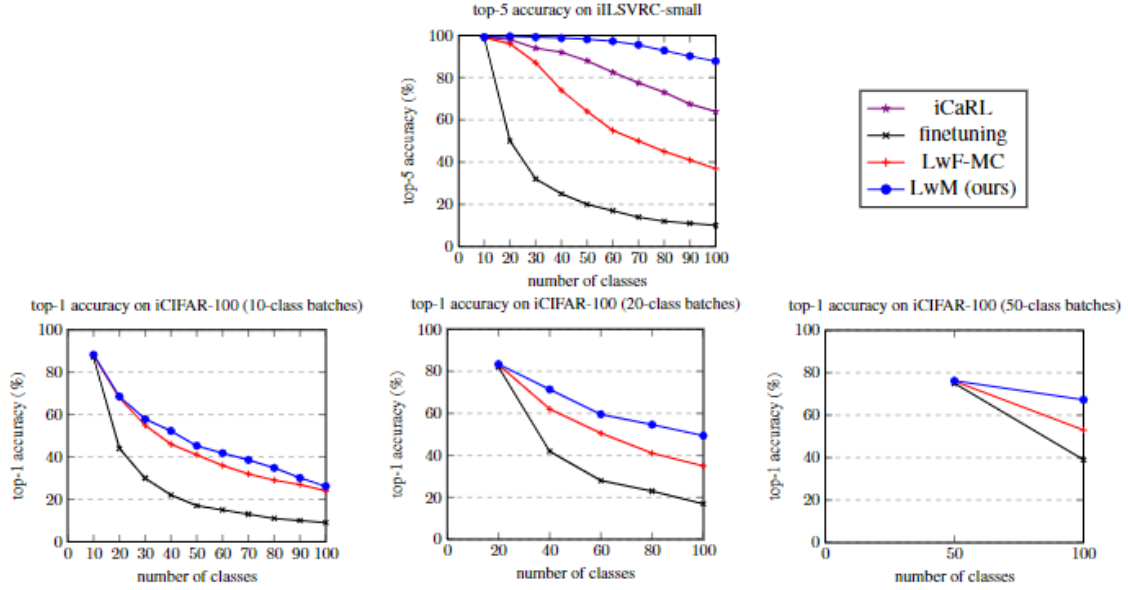 top-5 accuracy on iILSVRC-small
100
80
60
40
20
0
top-5 accuracy (%)
0 10 20 30 40 50 60 70 80 90 100
number of classes
iCaRL
finetuning
LwF-MC
LwM (ours)
top-1 accuracy on iCIFAR-100 (10-class batches)
100
80
60
40
20
0
top-1 accuracy (%)
0 10 20 30 40 50 60 70 80 90 100
number of classes
top-1 accuracy on iCIFAR-100 (20-class batches)
100
80
60
40
20
0
top-1 accuracy (%)
0 20 40 60 80 100
number of classes
top-1 accuracy on iCIFAR-100 (50-class batches)
100
80
60
40
20
0
top-1 accuracy (%)
0 50 100
number of classes